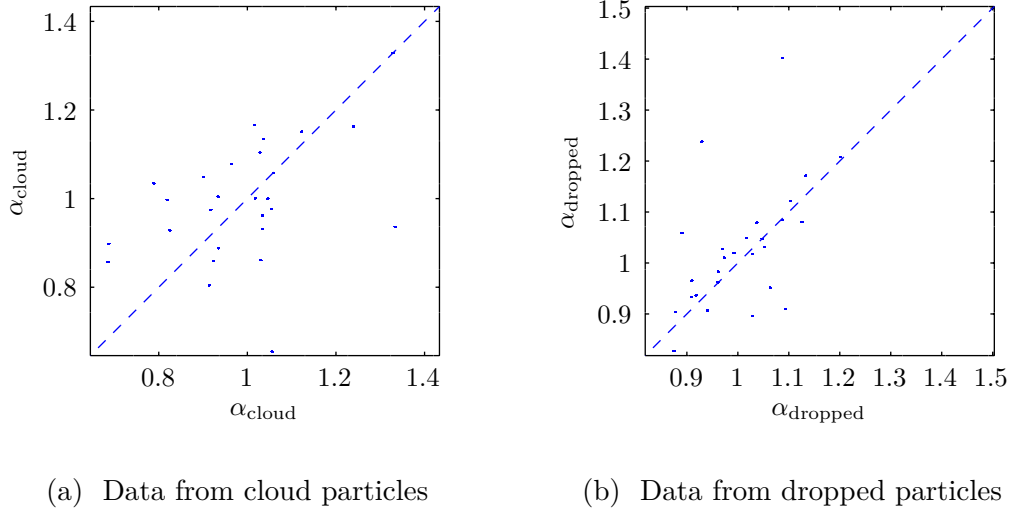 1.4
1.2
1
0.8
α_cloud
0.8 1 1.2 1.4
α_cloud
(a) Data from cloud particles
1.5
1.4
1.3
1.2
1.1
1
0.9
α_dropped
0.9 1 1.1 1.2 1.3 1.4 1.5
α_dropped
(b) Data from dropped particles